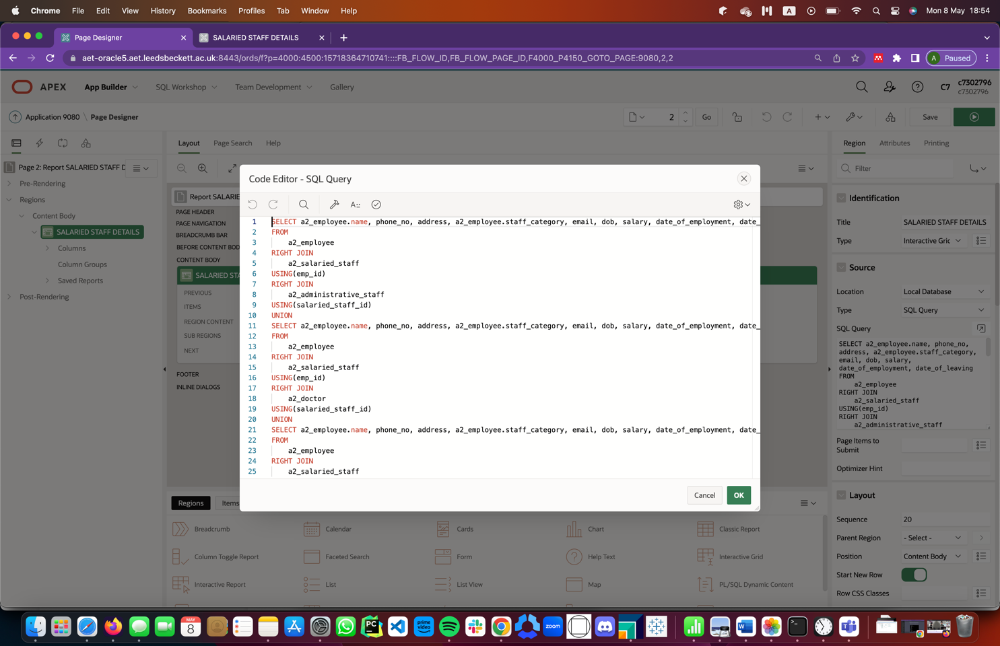 Chrome File Edit View History Bookmarks Profiles Tab Window Help A Mon 8 May 18:54
Page Designer SALARIED STAFF DETAILS
aet-oracle5.aet.leedsbeckett.ac.uk:8443/ords/f?p=4000:4500:15718364710741::::FB_FLOW_ID,FB_FLOW_PAGE_ID,F4000_P4150_GOTO_PAGE:9080,2,2 A Paused
APEX App Builder SQL Workshop Team Development Gallery C7 c7302796
c7302796
Application 9080 \ Page Designer 2 Go Save
Layout Page Search Help
Region Attributes Printing
Page 2: Report SALARIED STAFF D
Pre-Rendering
Regions
Content Body
SALARIED STAFF DETAILS
Columns
Column Groups
Saved Reports
Post-Rendering
Report SALARIE
PAGE HEADER
PAGE NAVIGATION
BREADCRUMB BAR
BEFORE CONTENT BOD
CONTENT BODY
SALARIED STA
PREVIOUS
ITEMS
REGION CONTENT
SUB REGIONS
NEXT
FOOTER
INLINE DIALOGS
Code Editor - SQL Query
1 SELECT a2_employee.name, phone_no, address, a2_employee.staff_category, email, dob, salary, date_of_employment, date_
2 FROM
3 a2_employee
4 RIGHT JOIN
5 a2_salaried_staff
6 USING(emp_id)
7 RIGHT JOIN
8 a2_administrative_staff
9 USING(salaried_staff_id)
10 UNION
11 SELECT a2_employee.name, phone_no, address, a2_employee.staff_category, email, dob, salary, date_of_employment, date_
12 FROM
13 a2_employee
14 RIGHT JOIN
15 a2_salaried_staff
16 USING(emp_id)
17 RIGHT JOIN
18 a2_doctor
19 USING(salaried_staff_id)
20 UNION
21 SELECT a2_employee.name, phone_no, address, a2_employee.staff_category, email, dob, salary, date_of_employment, date_
22 FROM
23 a2_employee
24 RIGHT JOIN
25 a2_salaried_staff
Cancel OK
Filter
Identification
Title SALARIED STAFF DETAILS
Type Interactive Gric
Source
Location Local Database
Type SQL Query
SQL Query
SELECT a2_employee.name, phone_no,
address, a2_employee.staff_category,
email, dob, salary,
date_of_employment, date_of_leaving
FROM
a2_employee
RIGHT JOIN
a2_salaried_staff
USING(emp_id)
RIGHT JOIN
a2_administrative_staff
Page Items to
Submit
Optimizer Hint
Layout
Sequence 20
Parent Region - Select -
Position Content Body
Start New Row
Row CSS Classes
Regions Items
Breadcrumb Calendar Cards Chart Classic Report
Column Toggle Report Faceted Search Form Help Text Interactive Grid
Interactive Report List List View Map PL/SQL Dynamic Content
MAY
8
PC
prime
video
zoom
W